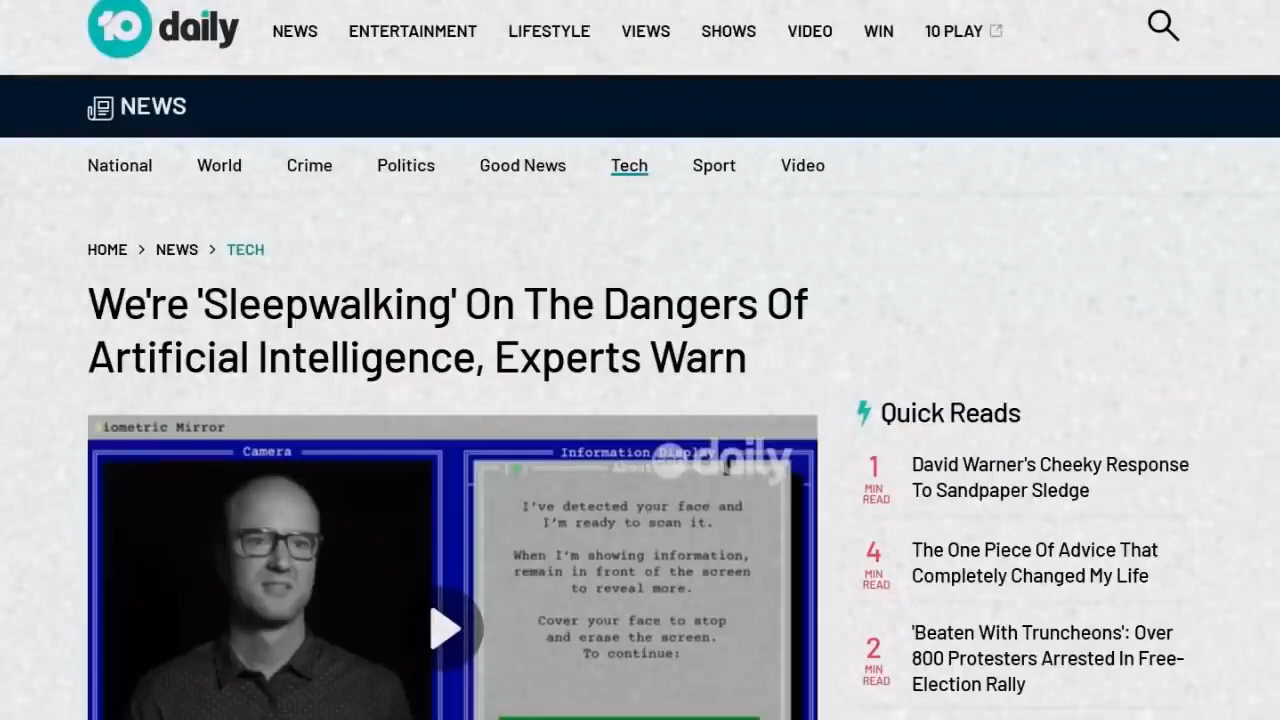 10 daily
NEWS
ENTERTAINMENT
LIFESTYLE
VIEWS
SHOWS
VIDEO
WIN
10 PLAY
NEWS
National
World
Crime
Politics
Good News
Tech
Sport
Video
HOME > NEWS > TECH
We're 'Sleepwalking' On The Dangers Of
Artificial Intelligence, Experts Warn
iometric Mirror
Camera
Information Display
About
daily
I've detected your face and
I'm ready to scan it.
When I'm showing information,
remain in front of the screen
to reveal more.
Cover your face to stop
and erase the screen.
To continue:
Quick Reads
1
MIN
READ
David Warner's Cheeky Response
To Sandpaper Sledge
4
MIN
READ
The One Piece Of Advice That
Completely Changed My Life
2
MIN
READ
'Beaten With Truncheons': Over
800 Protesters Arrested In Free-
Election Rally